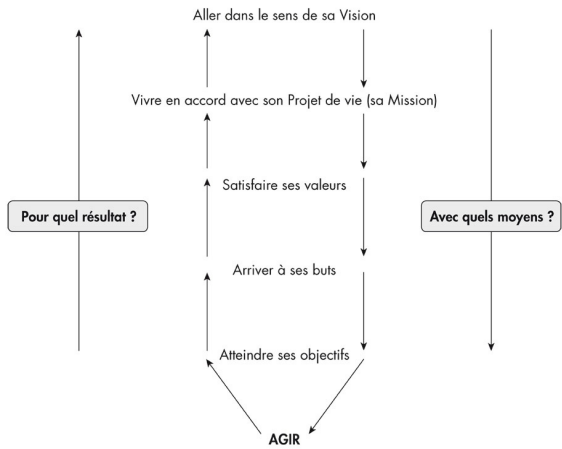 Aller dans le sens de sa Vision
Vivre en accord avec son Projet de vie (sa Mission)
Satisfaire ses valeurs
Pour quel résultat ?
Avec quels moyens ?
Arriver à ses buts
Atteindre ses objectifs
AGIR